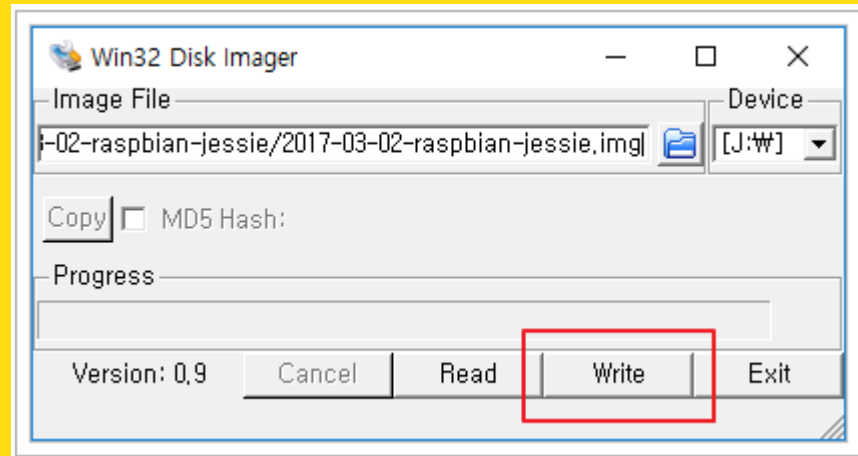 Win32 Disk Imager
Image File
Device
-02-raspbian-jessie/2017-03-02-raspbian-jessie.img
[J:₩]
Copy
MD5 Hash:
Progress
Version: 0.9
Cancel
Read
Write
Exit